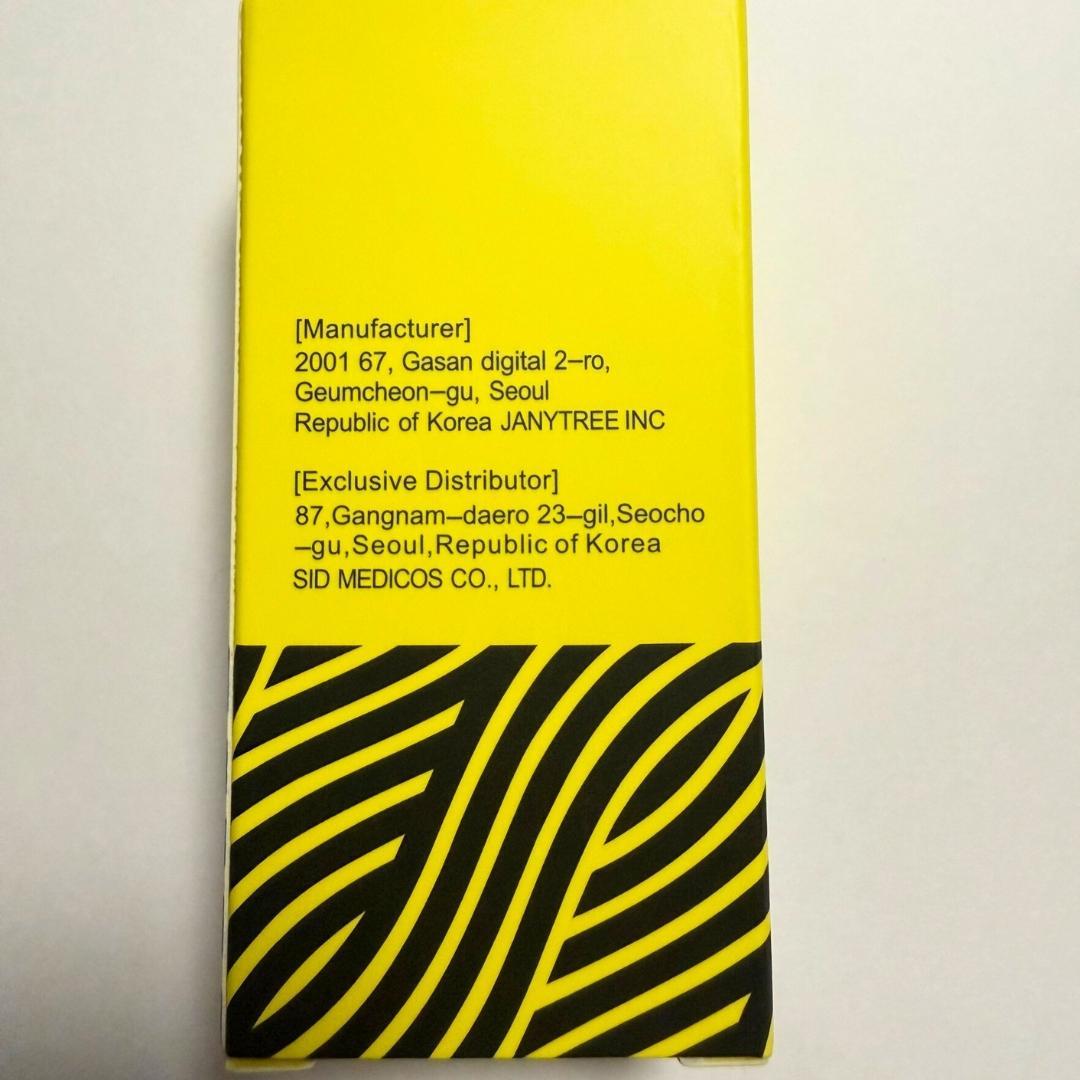 [Manufacturer]
2001 67, Gasan digital 2–ro,
Geumcheon–gu, Seoul
Republic of Korea JANYTREE INC
[Exclusive Distributor]
87,Gangnam–daero 23–gil,Seocho
–gu,Seoul,Republic of Korea
SID MEDICOS CO., LTD.